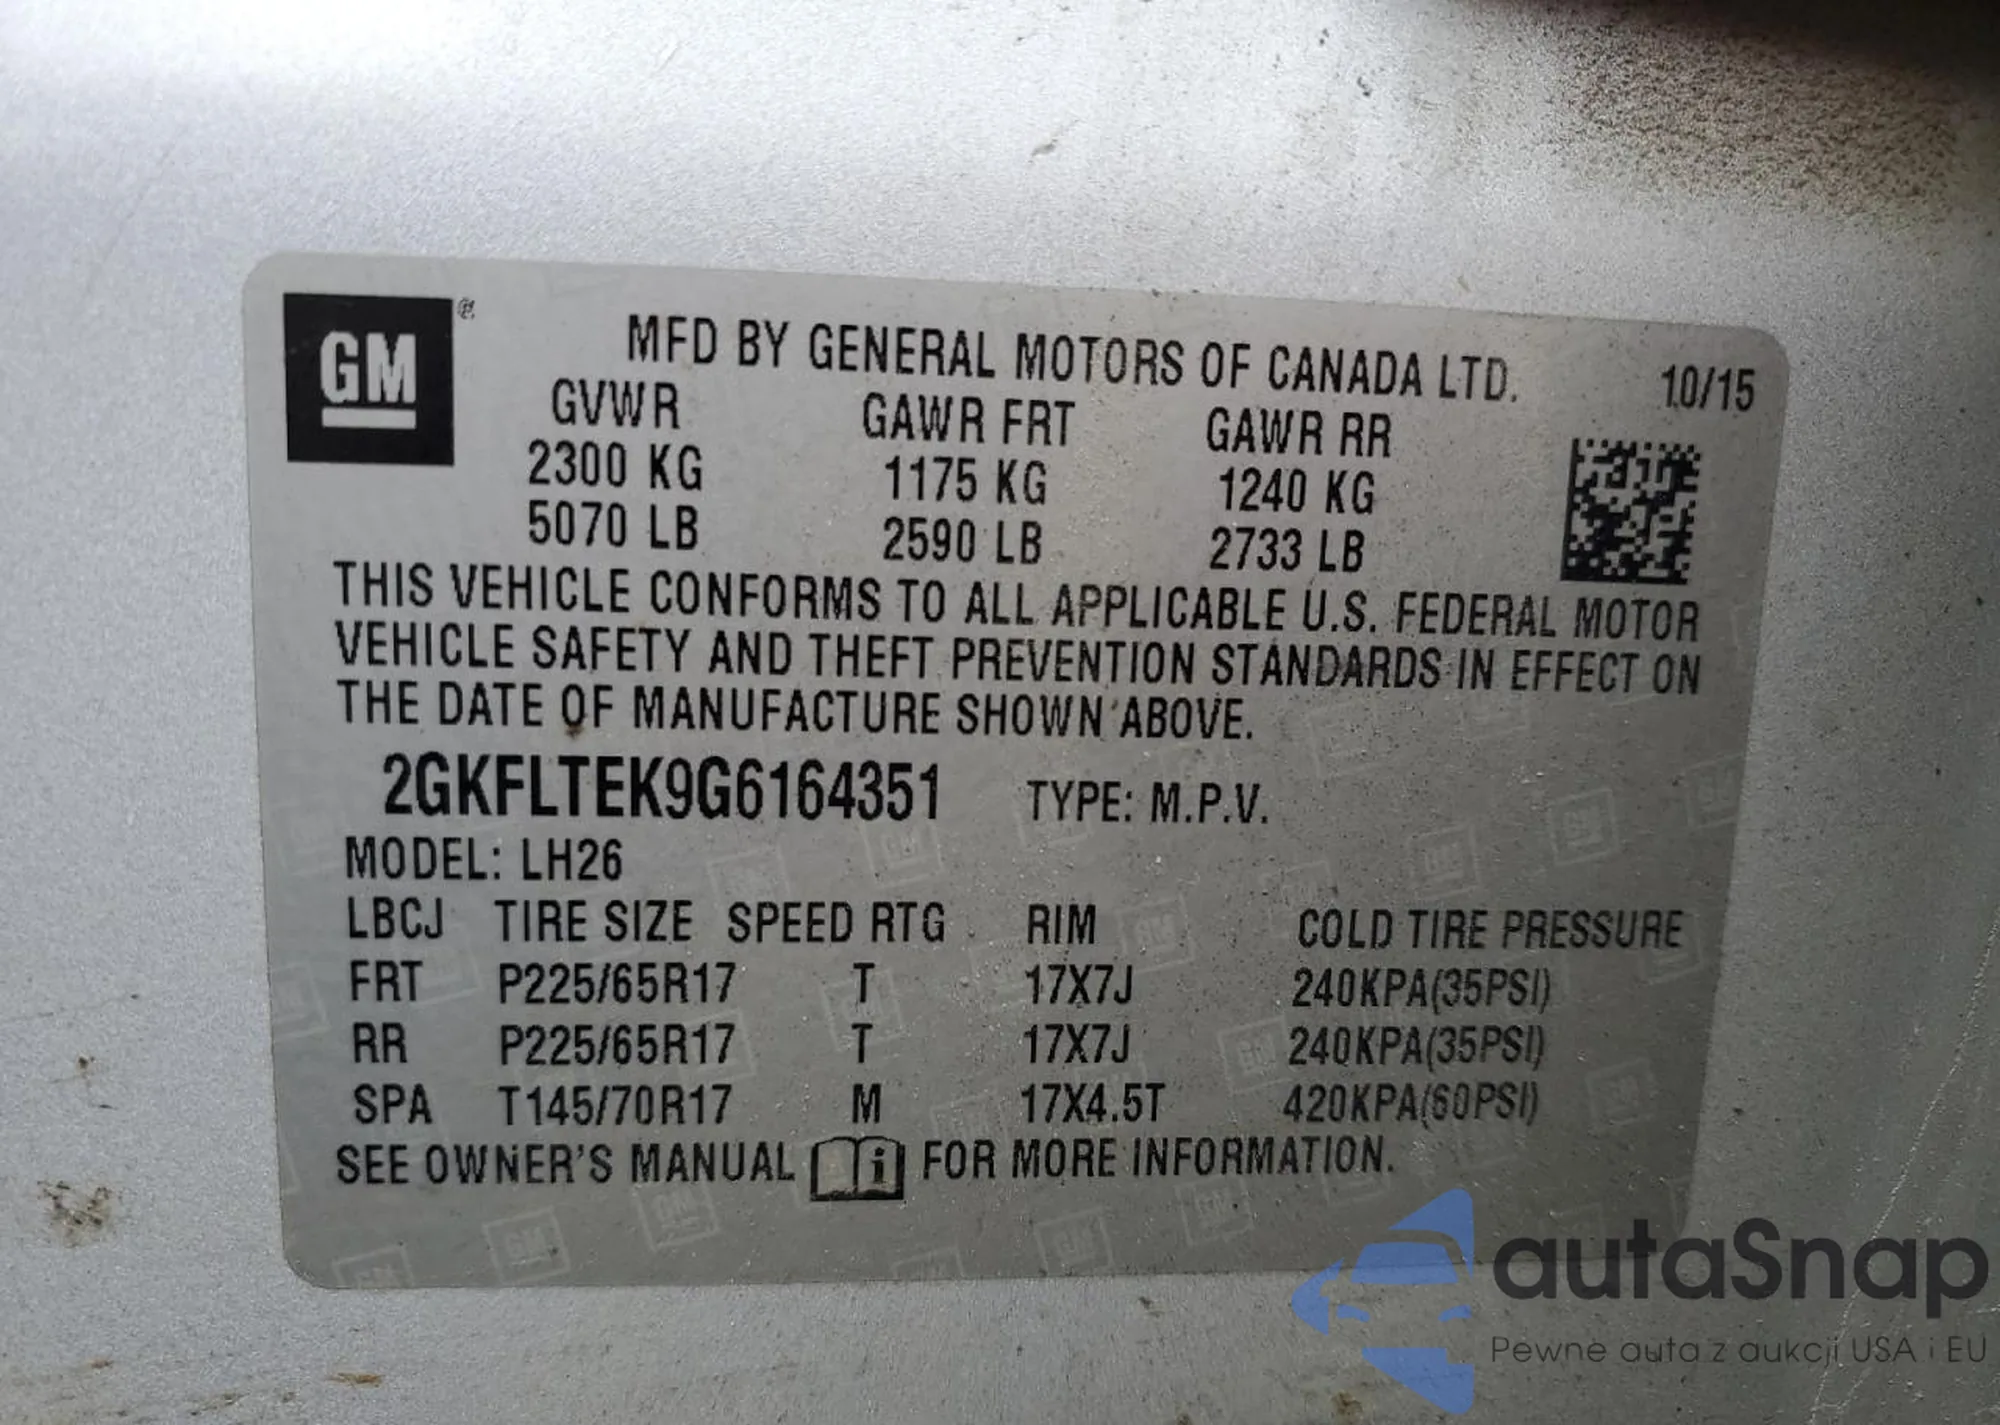 GM
MFD BY GENERAL MOTORS OF CANADA LTD. 10/15
GVWR GAWR FRT GAWR RR
2300 KG 1175 KG 1240 KG
5070 LB 2590 LB 2733 LB
THIS VEHICLE CONFORMS TO ALL APPLICABLE U.S. FEDERAL MOTOR
VEHICLE SAFETY AND THEFT PREVENTION STANDARDS IN EFFECT ON
THE DATE OF MANUFACTURE SHOWN ABOVE.
2GKFLTEK9G6164351 TYPE: M.P.V.
MODEL: LH26
LBCJ TIRE SIZE SPEED RTG RIM COLD TIRE PRESSURE
FRT P225/65R17 T 17X7J 240KPA(35PSI)
RR P225/65R17 T 17X7J 240KPA(35PSI)
SPA T145/70R17 M 17X4.5T 420KPA(60PSI)
SEE OWNER'S MANUAL i FOR MORE INFORMATION.
autaSnap
Pewne auta z aukcji USA i EU